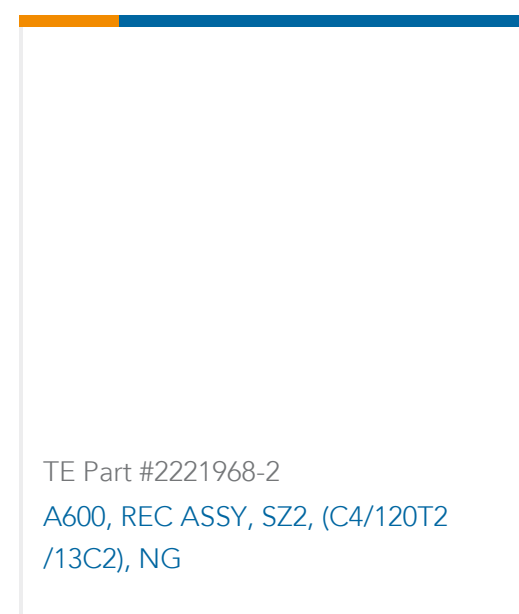 TE Part #2221968-2
A600, REC ASSY, SZ2, (C4/120T2
/13C2), NG